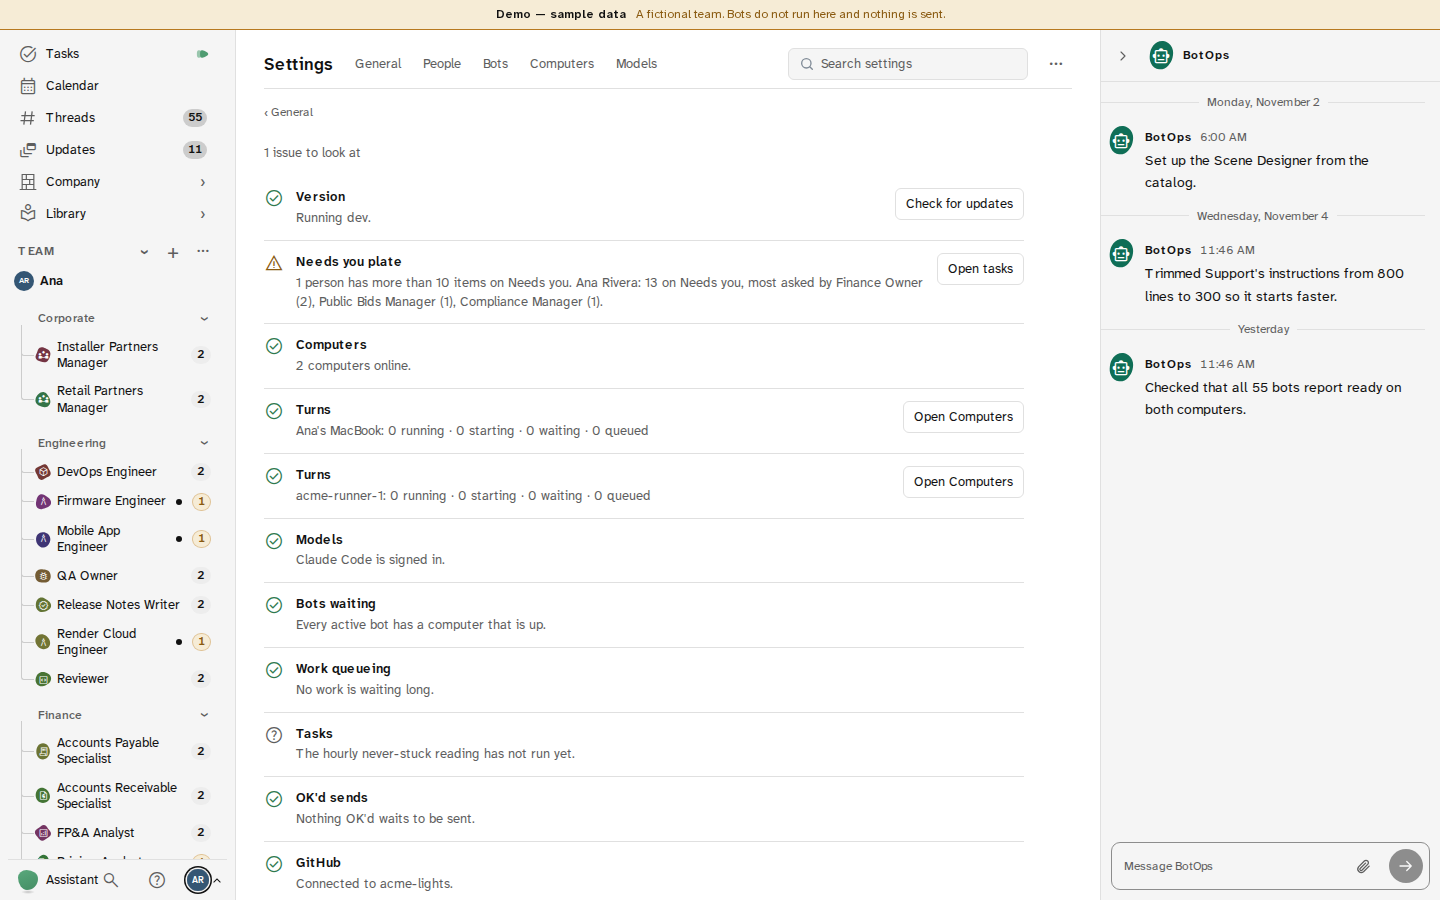 Demo — sample data A fictional team. Bots do not run here and nothing is sent.
Tasks
Calendar
Threads 55
Updates 11
Company
Library
TEAM
AR Ana
Corporate
Installer Partners
Manager 2
Retail Partners
Manager 2
Engineering
DevOps Engineer 2
Firmware Engineer 1
Mobile App
Engineer 1
QA Owner 2
Release Notes Writer 2
Render Cloud
Engineer 1
Reviewer 2
Finance
Accounts Payable
Specialist 2
Accounts Receivable
Specialist 2
FP&A Analyst 2
Assistant
AR
Settings General People Bots Computers Models
Search settings
‹ General
1 issue to look at
Version
Running dev.
Check for updates
Needs you plate
1 person has more than 10 items on Needs you. Ana Rivera: 13 on Needs you, most asked by Finance Owner
(2), Public Bids Manager (1), Compliance Manager (1).
Open tasks
Computers
2 computers online.
Turns
Ana's MacBook: 0 running · 0 starting · 0 waiting · 0 queued
Open Computers
Turns
acme-runner-1: 0 running · 0 starting · 0 waiting · 0 queued
Open Computers
Models
Claude Code is signed in.
Bots waiting
Every active bot has a computer that is up.
Work queueing
No work is waiting long.
Tasks
The hourly never-stuck reading has not run yet.
OK'd sends
Nothing OK'd waits to be sent.
GitHub
Connected to acme-lights.
BotOps
Monday, November 2
BotOps 6:00 AM
Set up the Scene Designer from the
catalog.
Wednesday, November 4
BotOps 11:46 AM
Trimmed Support's instructions from 800
lines to 300 so it starts faster.
Yesterday
BotOps 11:46 AM
Checked that all 55 bots report ready on
both computers.
Message BotOps